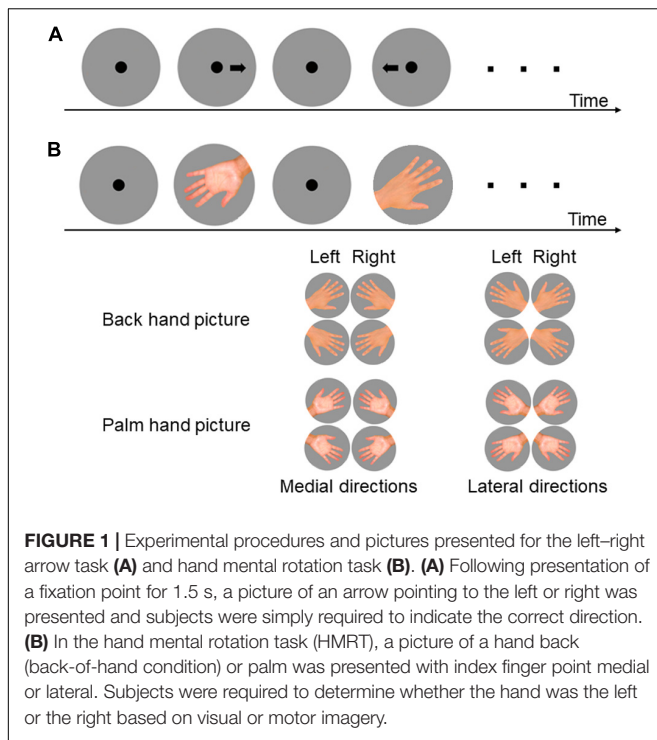 A
Time
B
Time
Left Right Left Right
Back hand picture
Palm hand picture
Medial directions Lateral directions
FIGURE 1 | Experimental procedures and pictures presented for the left–right
arrow task (A) and hand mental rotation task (B). (A) Following presentation of
a fixation point for 1.5 s, a picture of an arrow pointing to the left or right was
presented and subjects were simply required to indicate the correct direction.
(B) In the hand mental rotation task (HMRT), a picture of a hand back
(back-of-hand condition) or palm was presented with index finger point medial
or lateral. Subjects were required to determine whether the hand was the left
or the right based on visual or motor imagery.